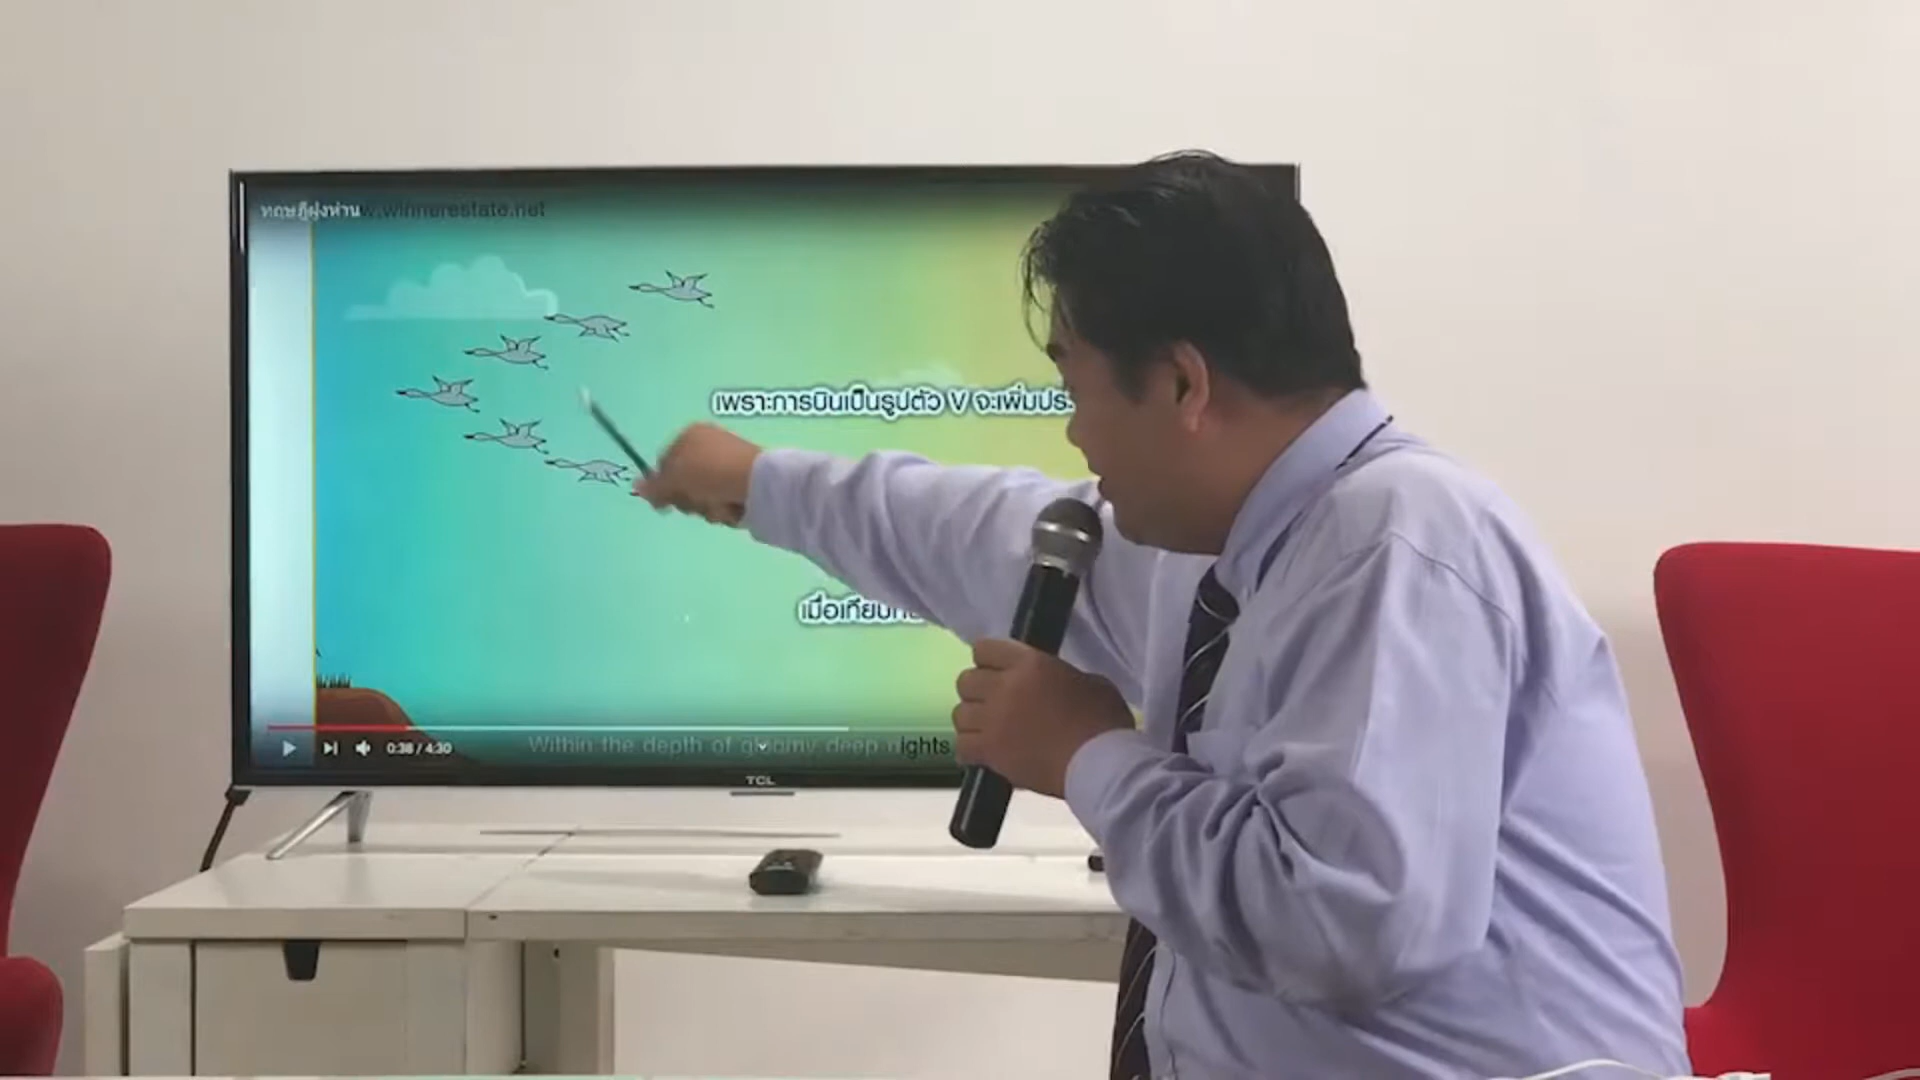 ทฤษฎีฝูงห่าน w.winnerestate.net
เพราะการบินเป็นรูปตัว V จะเพิ่มประ
เมื่อเทียบ
0:38 / 4:30
Within the depth of gloomy deep nights
TCL